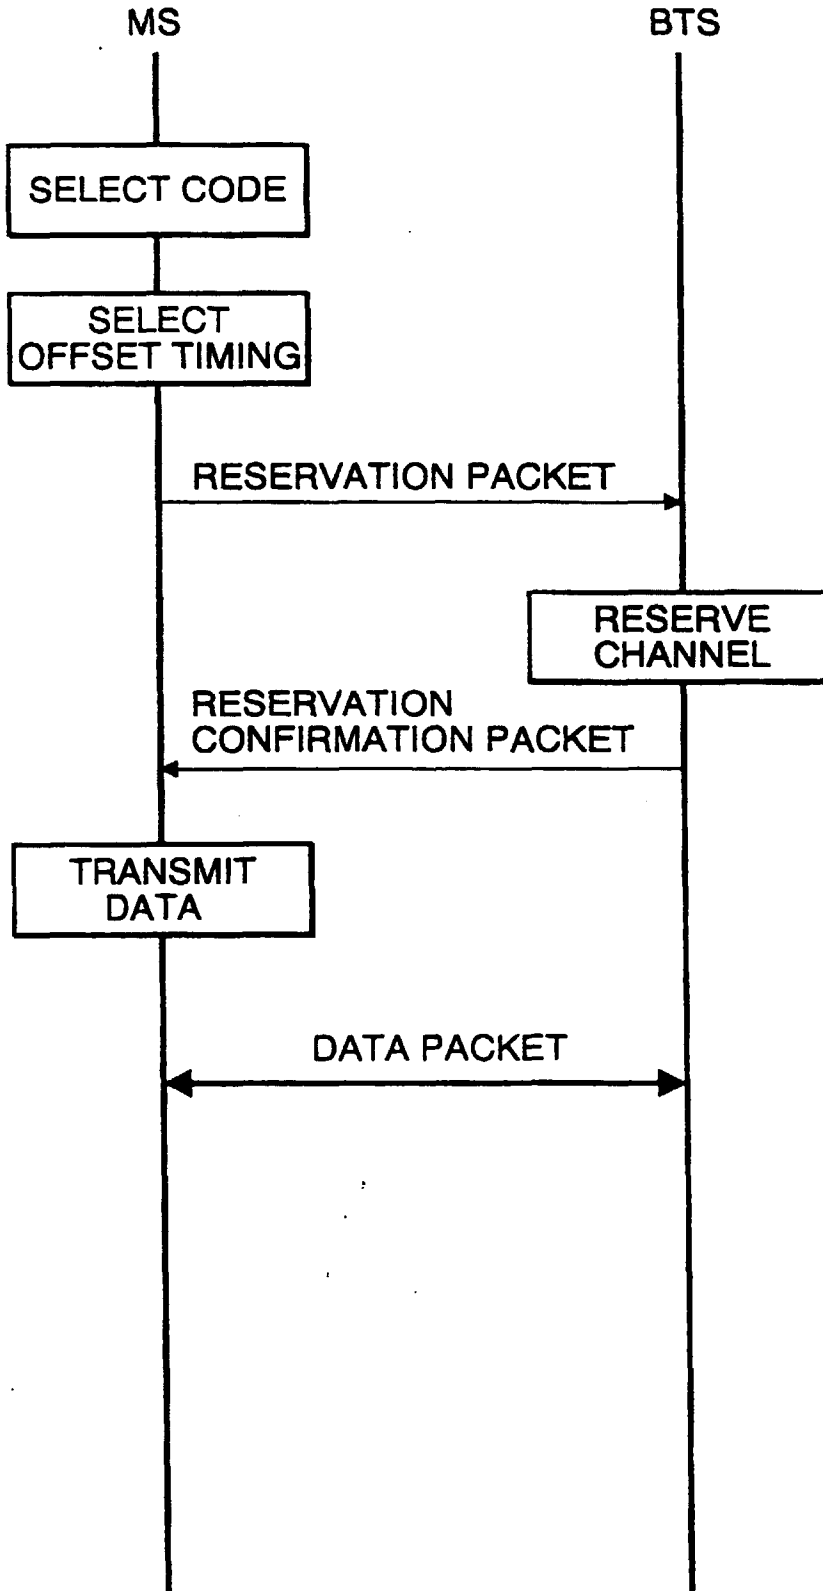 MS
BTS
SELECT CODE
SELECT
OFFSET TIMING
RESERVATION PACKET
RESERVE
CHANNEL
RESERVATION
CONFIRMATION PACKET
TRANSMIT
DATA
DATA PACKET